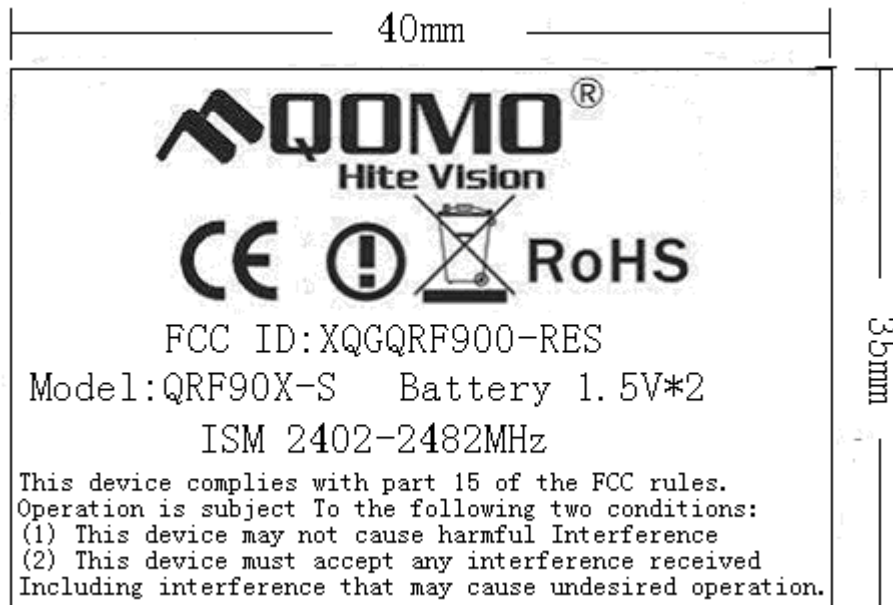 40mm
QOMO®
Hite Vision
CE RoHS
FCC ID:XQGQRF900-RES
Model:QRF90X-S Battery 1.5V*2
ISM 2402-2482MHz
This device complies with part 15 of the FCC rules.
Operation is subject To the following two conditions:
(1) This device may not cause harmful Interference
(2) This device must accept any interference received
Including interference that may cause undesired operation.
35mm